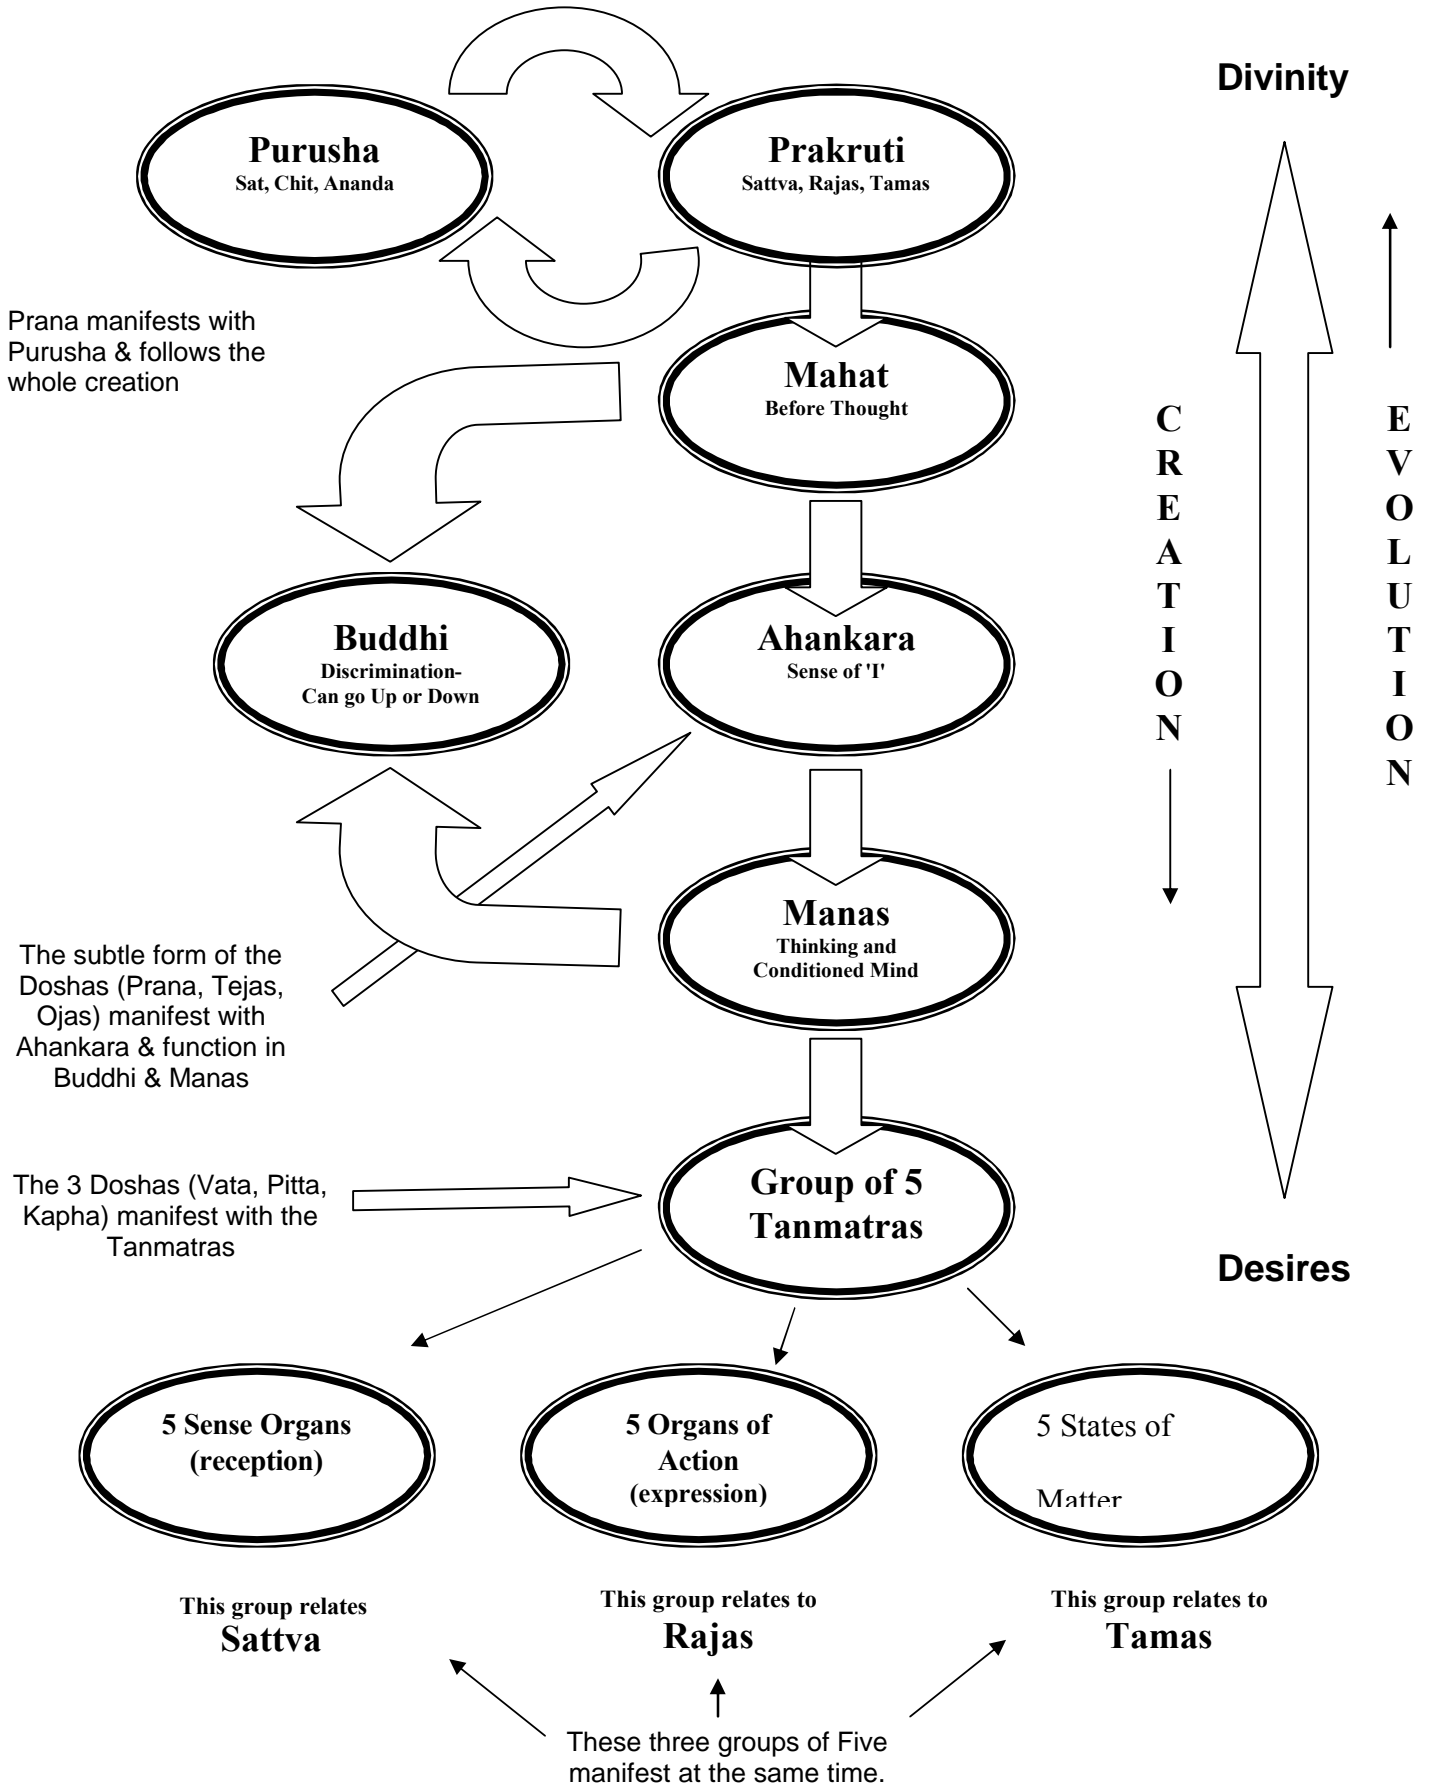 Divinity
Purusha
Sat, Chit, Ananda
Prakruti
Sattva, Rajas, Tamas
Prana manifests with
Purusha & follows the
whole creation
Mahat
Before Thought
CREATION
EVOLUTION
Buddhi
Discrimination-
Can go Up or Down
Ahankara
Sense of 'I'
Manas
Thinking and
Conditioned Mind
The subtle form of the
Doshas (Prana, Tejas,
Ojas) manifest with
Ahankara & function in
Buddhi & Manas
The 3 Doshas (Vata, Pitta,
Kapha) manifest with the
Tanmatras
Group of 5
Tanmatras
Desires
5 Sense Organs
(reception)
5 Organs of
Action
(expression)
5 States of
Matter
This group relates
Sattva
This group relates to
Rajas
This group relates to
Tamas
These three groups of Five
manifest at the same time.